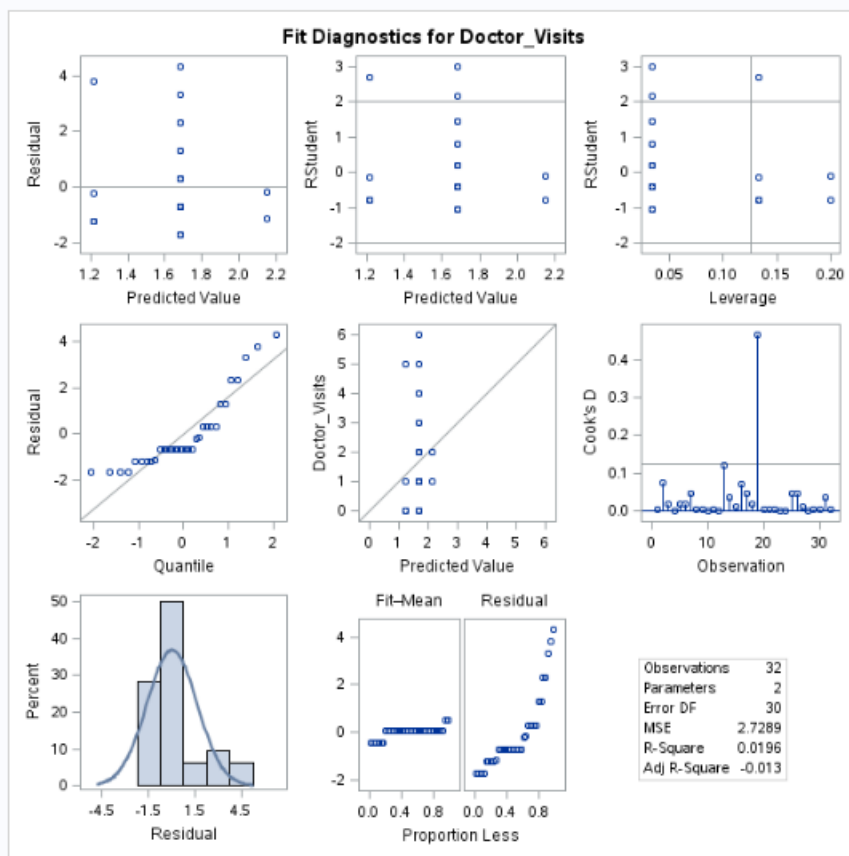 Fit Diagnostics for Doctor_Visits
Residual
4
2
0
-2
1.2 1.4 1.6 1.8 2.0 2.2
Predicted Value
RStudent
3
2
1
0
-1
-2
1.2 1.4 1.6 1.8 2.0 2.2
Predicted Value
RStudent
3
2
1
0
-1
-2
0.05 0.10 0.15 0.20
Leverage
Residual
4
2
0
-2
-2 -1 0 1 2
Quantile
Doctor_Visits
6
5
4
3
2
1
0
0 1 2 3 4 5 6
Predicted Value
Cook's D
0.4
0.3
0.2
0.1
0.0
0 10 20 30
Observation
Percent
50
40
30
20
10
0
-4.5 -1.5 1.5 4.5
Residual
Fit–Mean Residual
4
2
0
-2
0.0 0.4 0.8 0.0 0.4 0.8
Proportion Less
Observations 32
Parameters 2
Error DF 30
MSE 2.7289
R-Square 0.0196
Adj R-Square -0.013